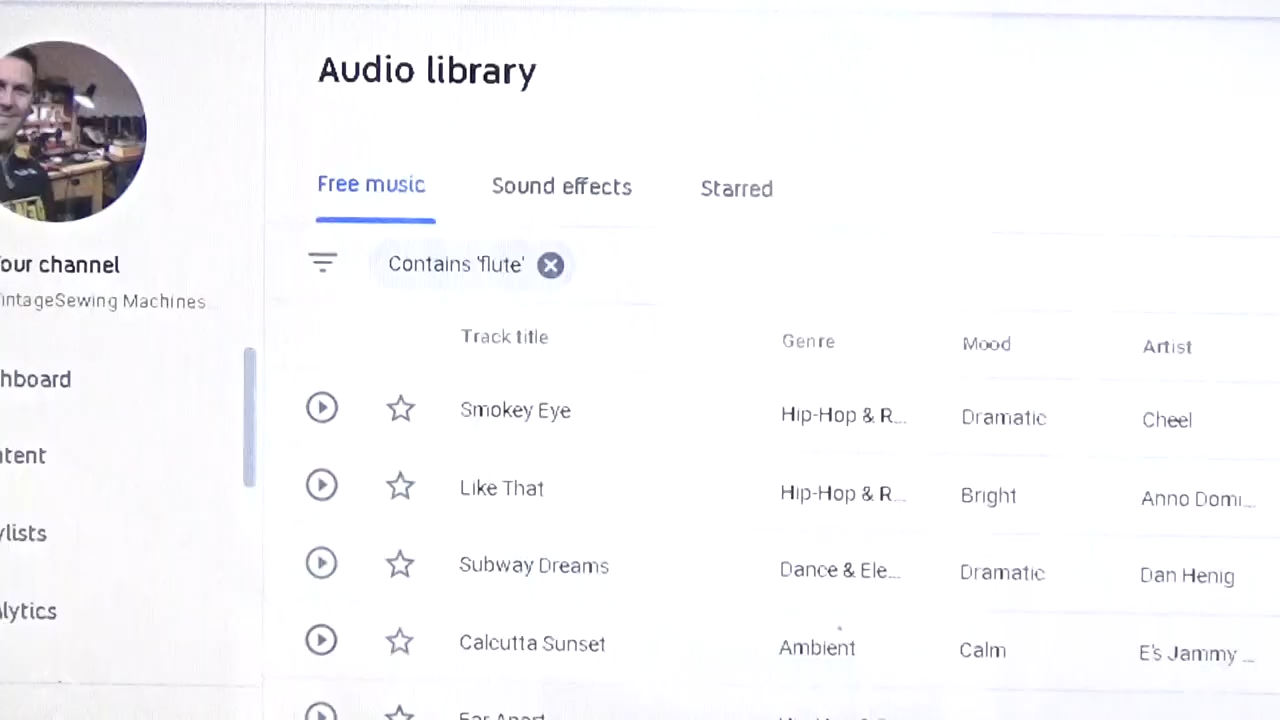 Audio library
Free music Sound effects Starred
Contains 'flute'
our channel
intageSewing Machines
Track title Genre Mood Artist
hboard
Smokey Eye Hip-Hop & R... Dramatic Cheel
ntent
Like That Hip-Hop & R... Bright Anno Domi...
ylists
Subway Dreams Dance & Ele... Dramatic Dan Henig
lytics
Calcutta Sunset Ambient Calm E's Jammy ...